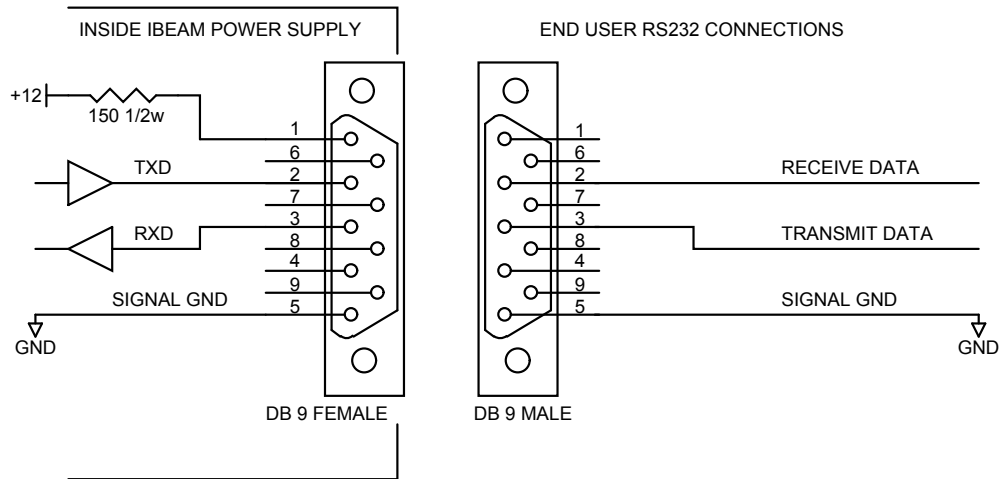 INSIDE IBEAM POWER SUPPLY
END USER RS232 CONNECTIONS
+12
150 1/2w
1
6
TXD
2
7
RXD
3
8
4
9
SIGNAL GND
5
GND
DB 9 FEMALE
1
6
2
RECEIVE DATA
7
3
TRANSMIT DATA
8
4
9
5
SIGNAL GND
GND
DB 9 MALE